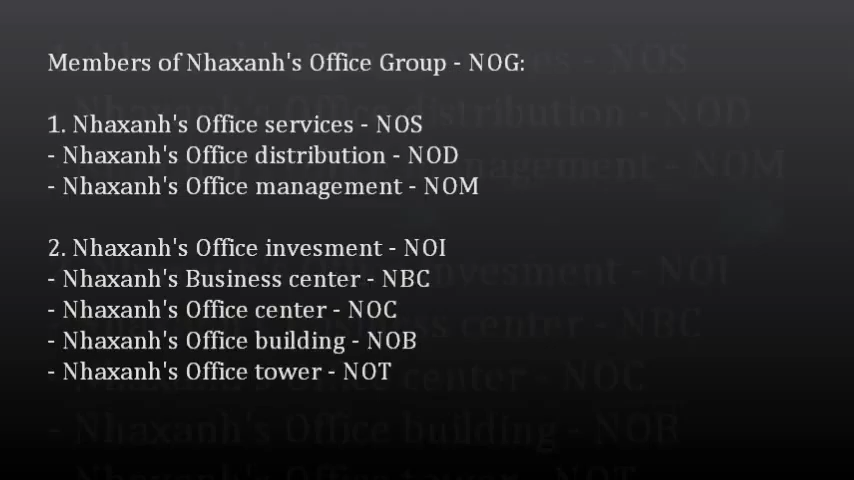 Members of Nhaxanh's Office Group - NOG:
1. Nhaxanh's Office services - NOS
- Nhaxanh's Office distribution - NOD
- Nhaxanh's Office management - NOM
2. Nhaxanh's Office invesment - NOI
- Nhaxanh's Business center - NBC
- Nhaxanh's Office center - NOC
- Nhaxanh's Office building - NOB
- Nhaxanh's Office tower - NOT